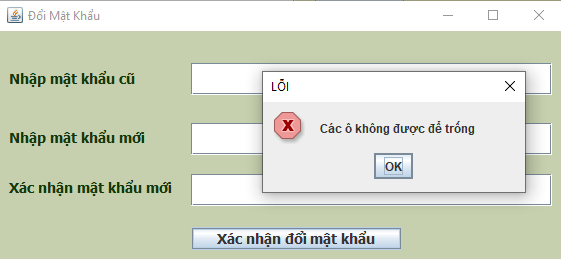 Đổi Mật Khẩu
Nhập mật khẩu cũ
LỖI
Các ô không được để trống
Nhập mật khẩu mới
OK
Xác nhận mật khẩu mới
Xác nhận đổi mật khẩu